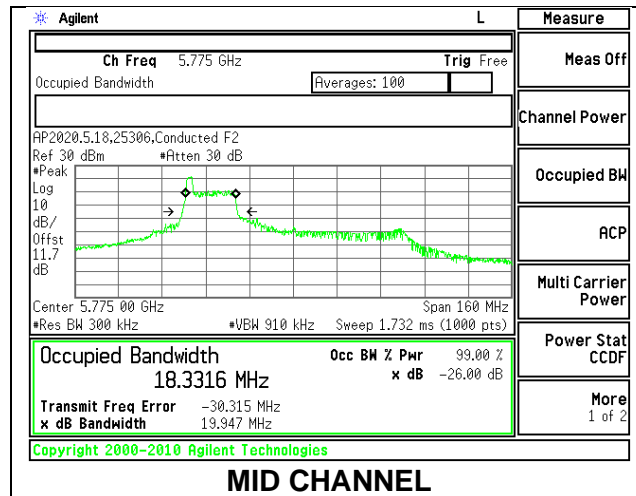 Agilent L
Ch Freq 5.775 GHz Trig Free
Occupied Bandwidth Averages: 100
AP2020.5.18,25306,Conducted F2
Ref 30 dBm #Atten 30 dB
#Peak
Log
10
dB/
Offst
11.7
dB
Center 5.775 00 GHz Span 160 MHz
#Res BW 300 kHz #VBW 910 kHz Sweep 1.732 ms (1000 pts)
Occupied Bandwidth Occ BW % Pwr 99.00 %
18.3316 MHz x dB -26.00 dB
Transmit Freq Error -30.315 MHz
x dB Bandwidth 19.947 MHz
Copyright 2000-2010 Agilent Technologies
Measure
Meas Off
Channel Power
Occupied BW
ACP
Multi Carrier
Power
Power Stat
CCDF
More
1 of 2
MID CHANNEL